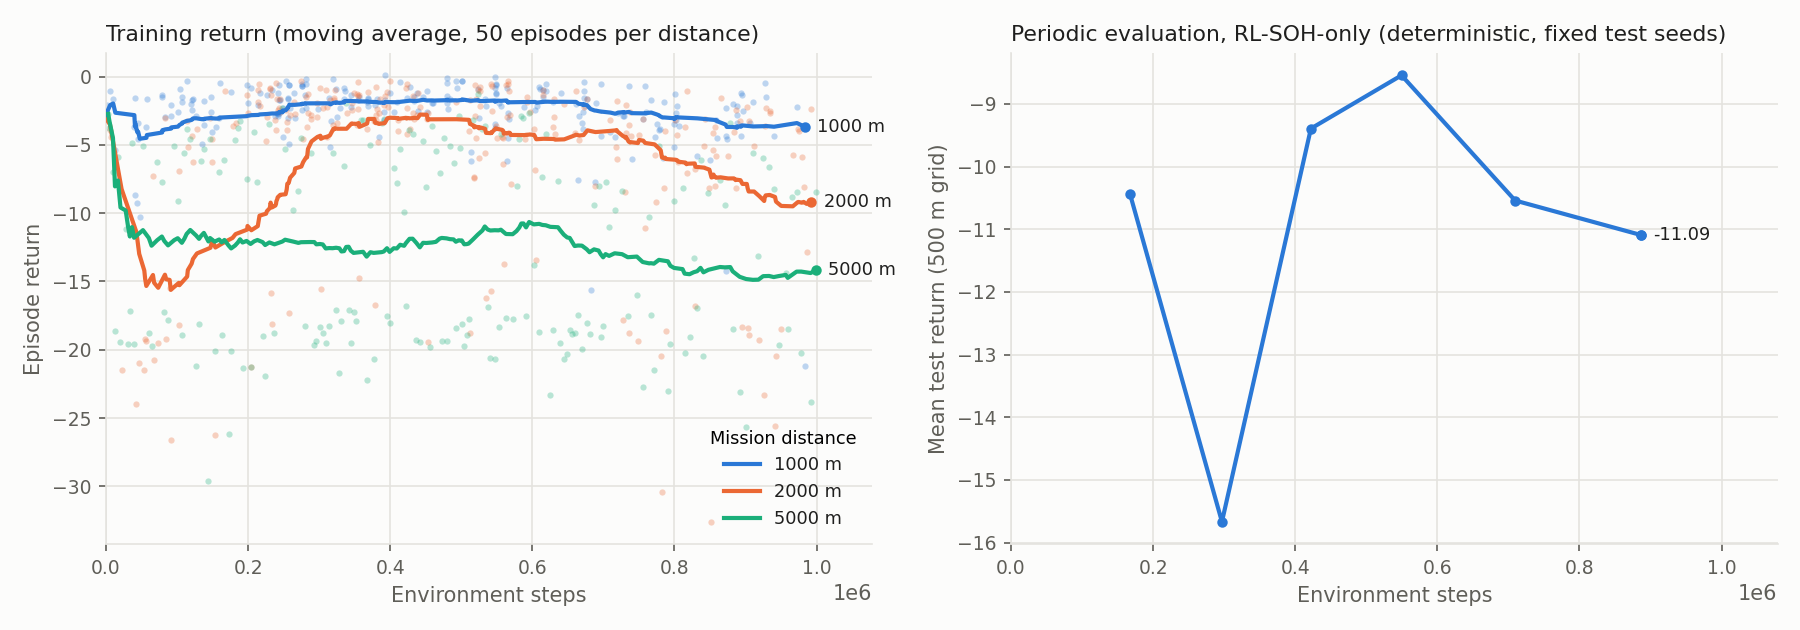 Training return (moving average, 50 episodes per distance)
Episode return
0
−5
−10
−15
−20
−25
−30
1000 m
2000 m
5000 m
Mission distance
1000 m
2000 m
5000 m
0.0 0.2 0.4 0.6 0.8 1.0
1e6
Environment steps
Periodic evaluation, RL-SOH-only (deterministic, fixed test seeds)
Mean test return (500 m grid)
−9
−10
−11
−12
−13
−14
−15
−16
-11.09
0.0 0.2 0.4 0.6 0.8 1.0
1e6
Environment steps